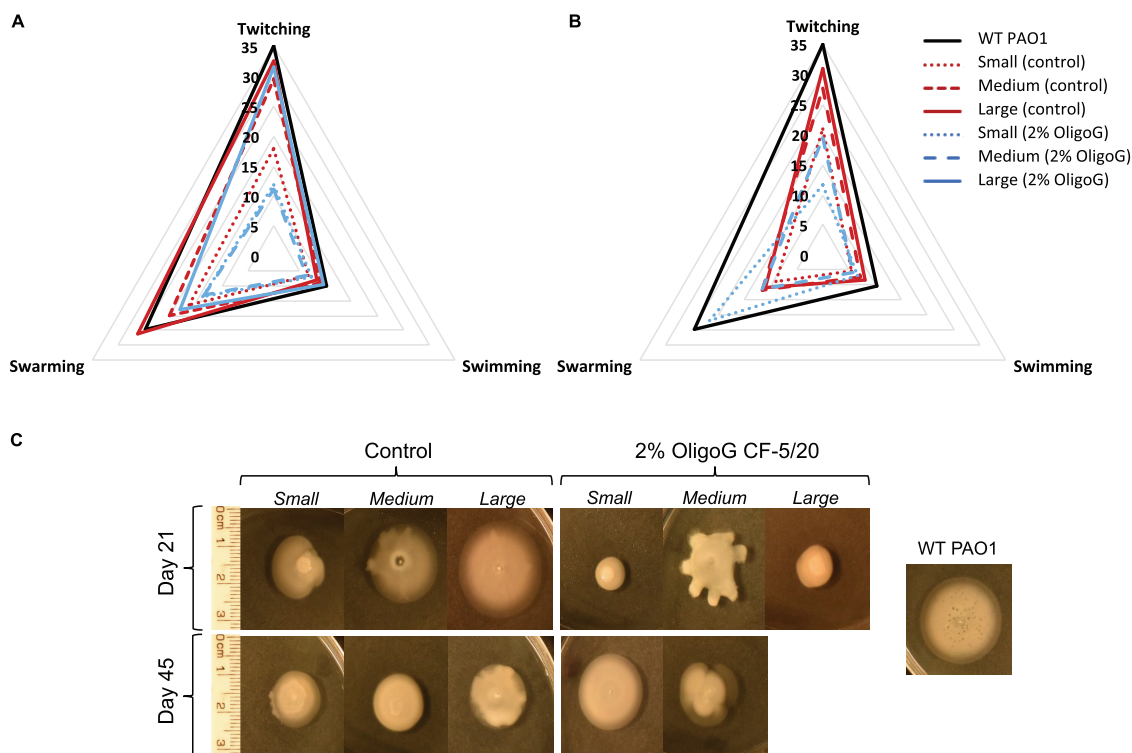 A
Twitching
35
30
25
20
15
10
5
0
Swarming
Swimming
B
Twitching
35
30
25
20
15
10
5
0
Swarming
Swimming
WT PAO1
Small (control)
Medium (control)
Large (control)
Small (2% OligoG)
Medium (2% OligoG)
Large (2% OligoG)
C
Control
2% OligoG CF-5/20
Small Medium Large
Small Medium Large
Day 21
0cm 1 2 3
WT PAO1
Day 45
0cm 1 2 3